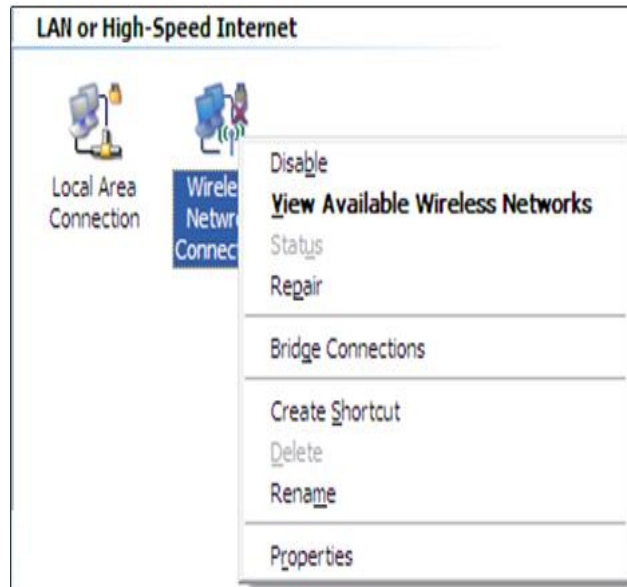 LAN or High-Speed Internet
Local Area
Connection
Disable
View Available Wireless Networks
Status
Repair
Bridge Connections
Create Shortcut
Delete
Rename
Properties